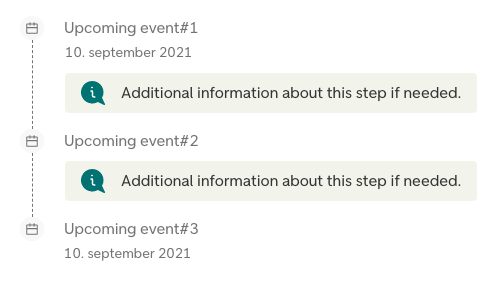 Upcoming event#1
10. september 2021
Additional information about this step if needed.
Upcoming event#2
Additional information about this step if needed.
Upcoming event#3
10. september 2021